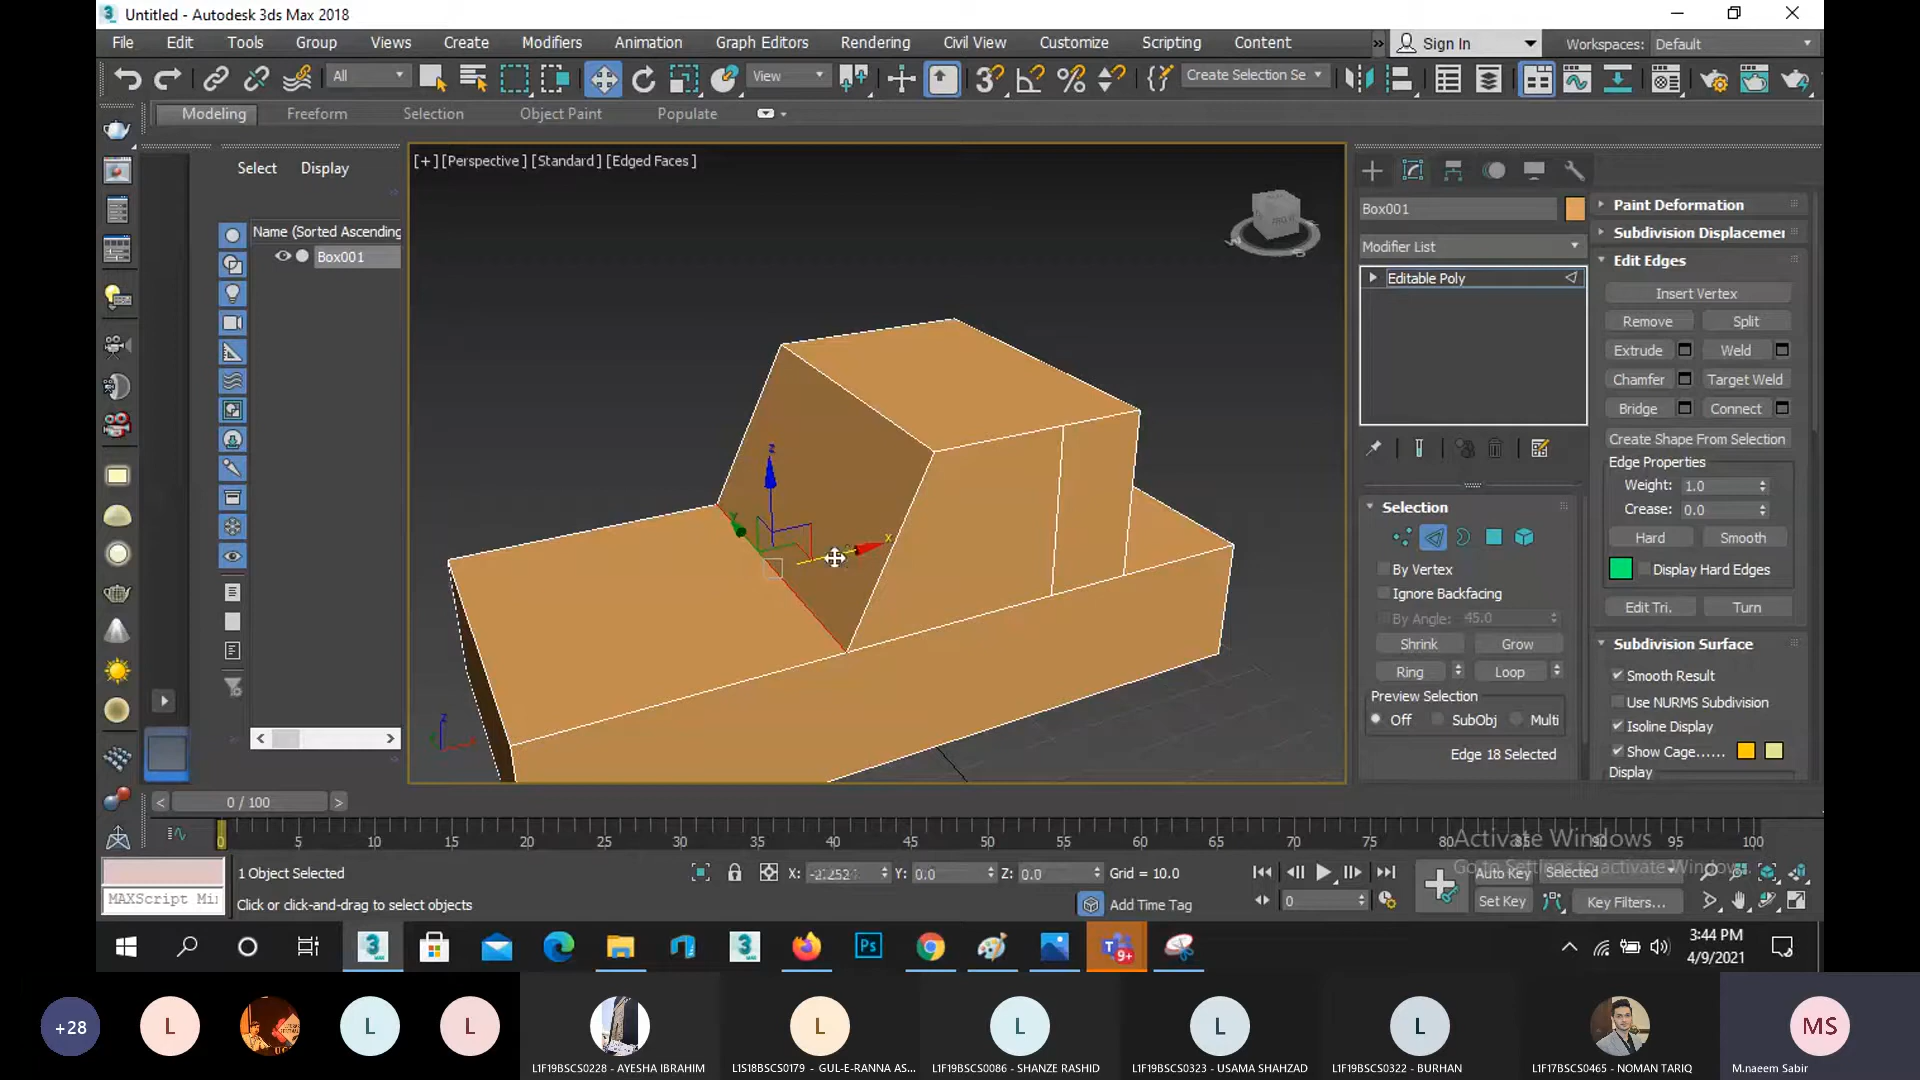 Untitled - Autodesk 3ds Max 2018
File Edit Tools Group Views Create Modifiers Animation Graph Editors Rendering Civil View Customize Scripting Content
Sign In
Workspaces: Default
All
View
Create Selection Se
Modeling Freeform Selection Object Paint Populate
Select Display
Name (Sorted Ascending
Box001
[+] [Perspective] [Standard] [Edged Faces]
FRONT
Z
Y
X
Box001
Modifier List
Editable Poly
Selection
By Vertex
Ignore Backfacing
By Angle: 45.0
Shrink Grow
Ring Loop
Preview Selection
Off SubObj Multi
Edge 18 Selected
Paint Deformation
Subdivision Displacemer
Edit Edges
Insert Vertex
Remove Split
Extrude Weld
Chamfer Target Weld
Bridge Connect
Create Shape From Selection
Edge Properties
Weight: 1.0
Crease: 0.0
Hard Smooth
Display Hard Edges
Edit Tri. Turn
Subdivision Surface
Smooth Result
Use NURMS Subdivision
Isoline Display
Show Cage......
Display
< 0 / 100 >
0 5 10 15 20 25 30 35 40 45 50 55 60 65 70 75 80 85 90 95 100
Activate Windows
Go to Settings to activate Windows.
MAXScript Mi
1 Object Selected
Click or click-and-drag to select objects
X: Y: 0.0 Z: 0.0 Grid = 10.0
Add Time Tag
0
Auto Key Selected
Set Key Key Filters...
3
Ps
9+
3:44 PM
4/9/2021
+28
L
L
L
L
L
L
L
MS
L1F19BSCS0228 - AYESHA IBRAHIM
L1S18BSCS0179 - GUL-E-RANNA AS...
L1F19BSCS0086 - SHANZE RASHID
L1F19BSCS0323 - USAMA SHAHZAD
L1F19BSCS0322 - BURHAN
L1F17BSCS0465 - NOMAN TARIQ
M.naeem Sabir